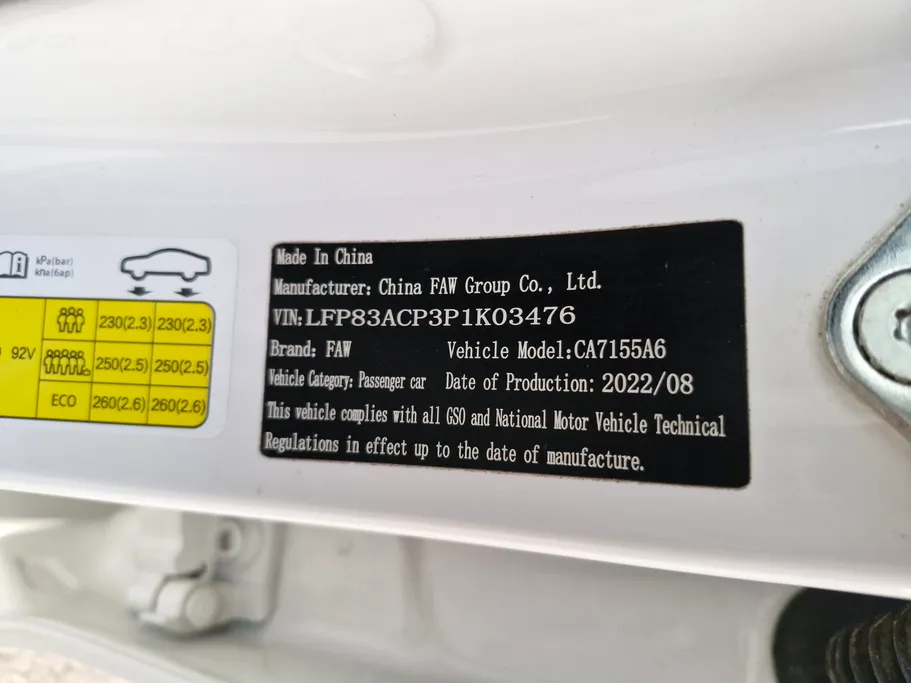 kPa(bar)
кПа(бар)
92V
230(2.3) 230(2.3)
250(2.5) 250(2.5)
ECO 260(2.6) 260(2.6)
Made In China
Manufacturer: China FAW Group Co., Ltd.
VIN:LFP83ACP3P1K03476
Brand: FAW Vehicle Model:CA7155A6
Vehicle Category: Passenger car Date of Production: 2022/08
This vehicle complies with all GSO and National Motor Vehicle Technical
Regulations in effect up to the date of manufacture.